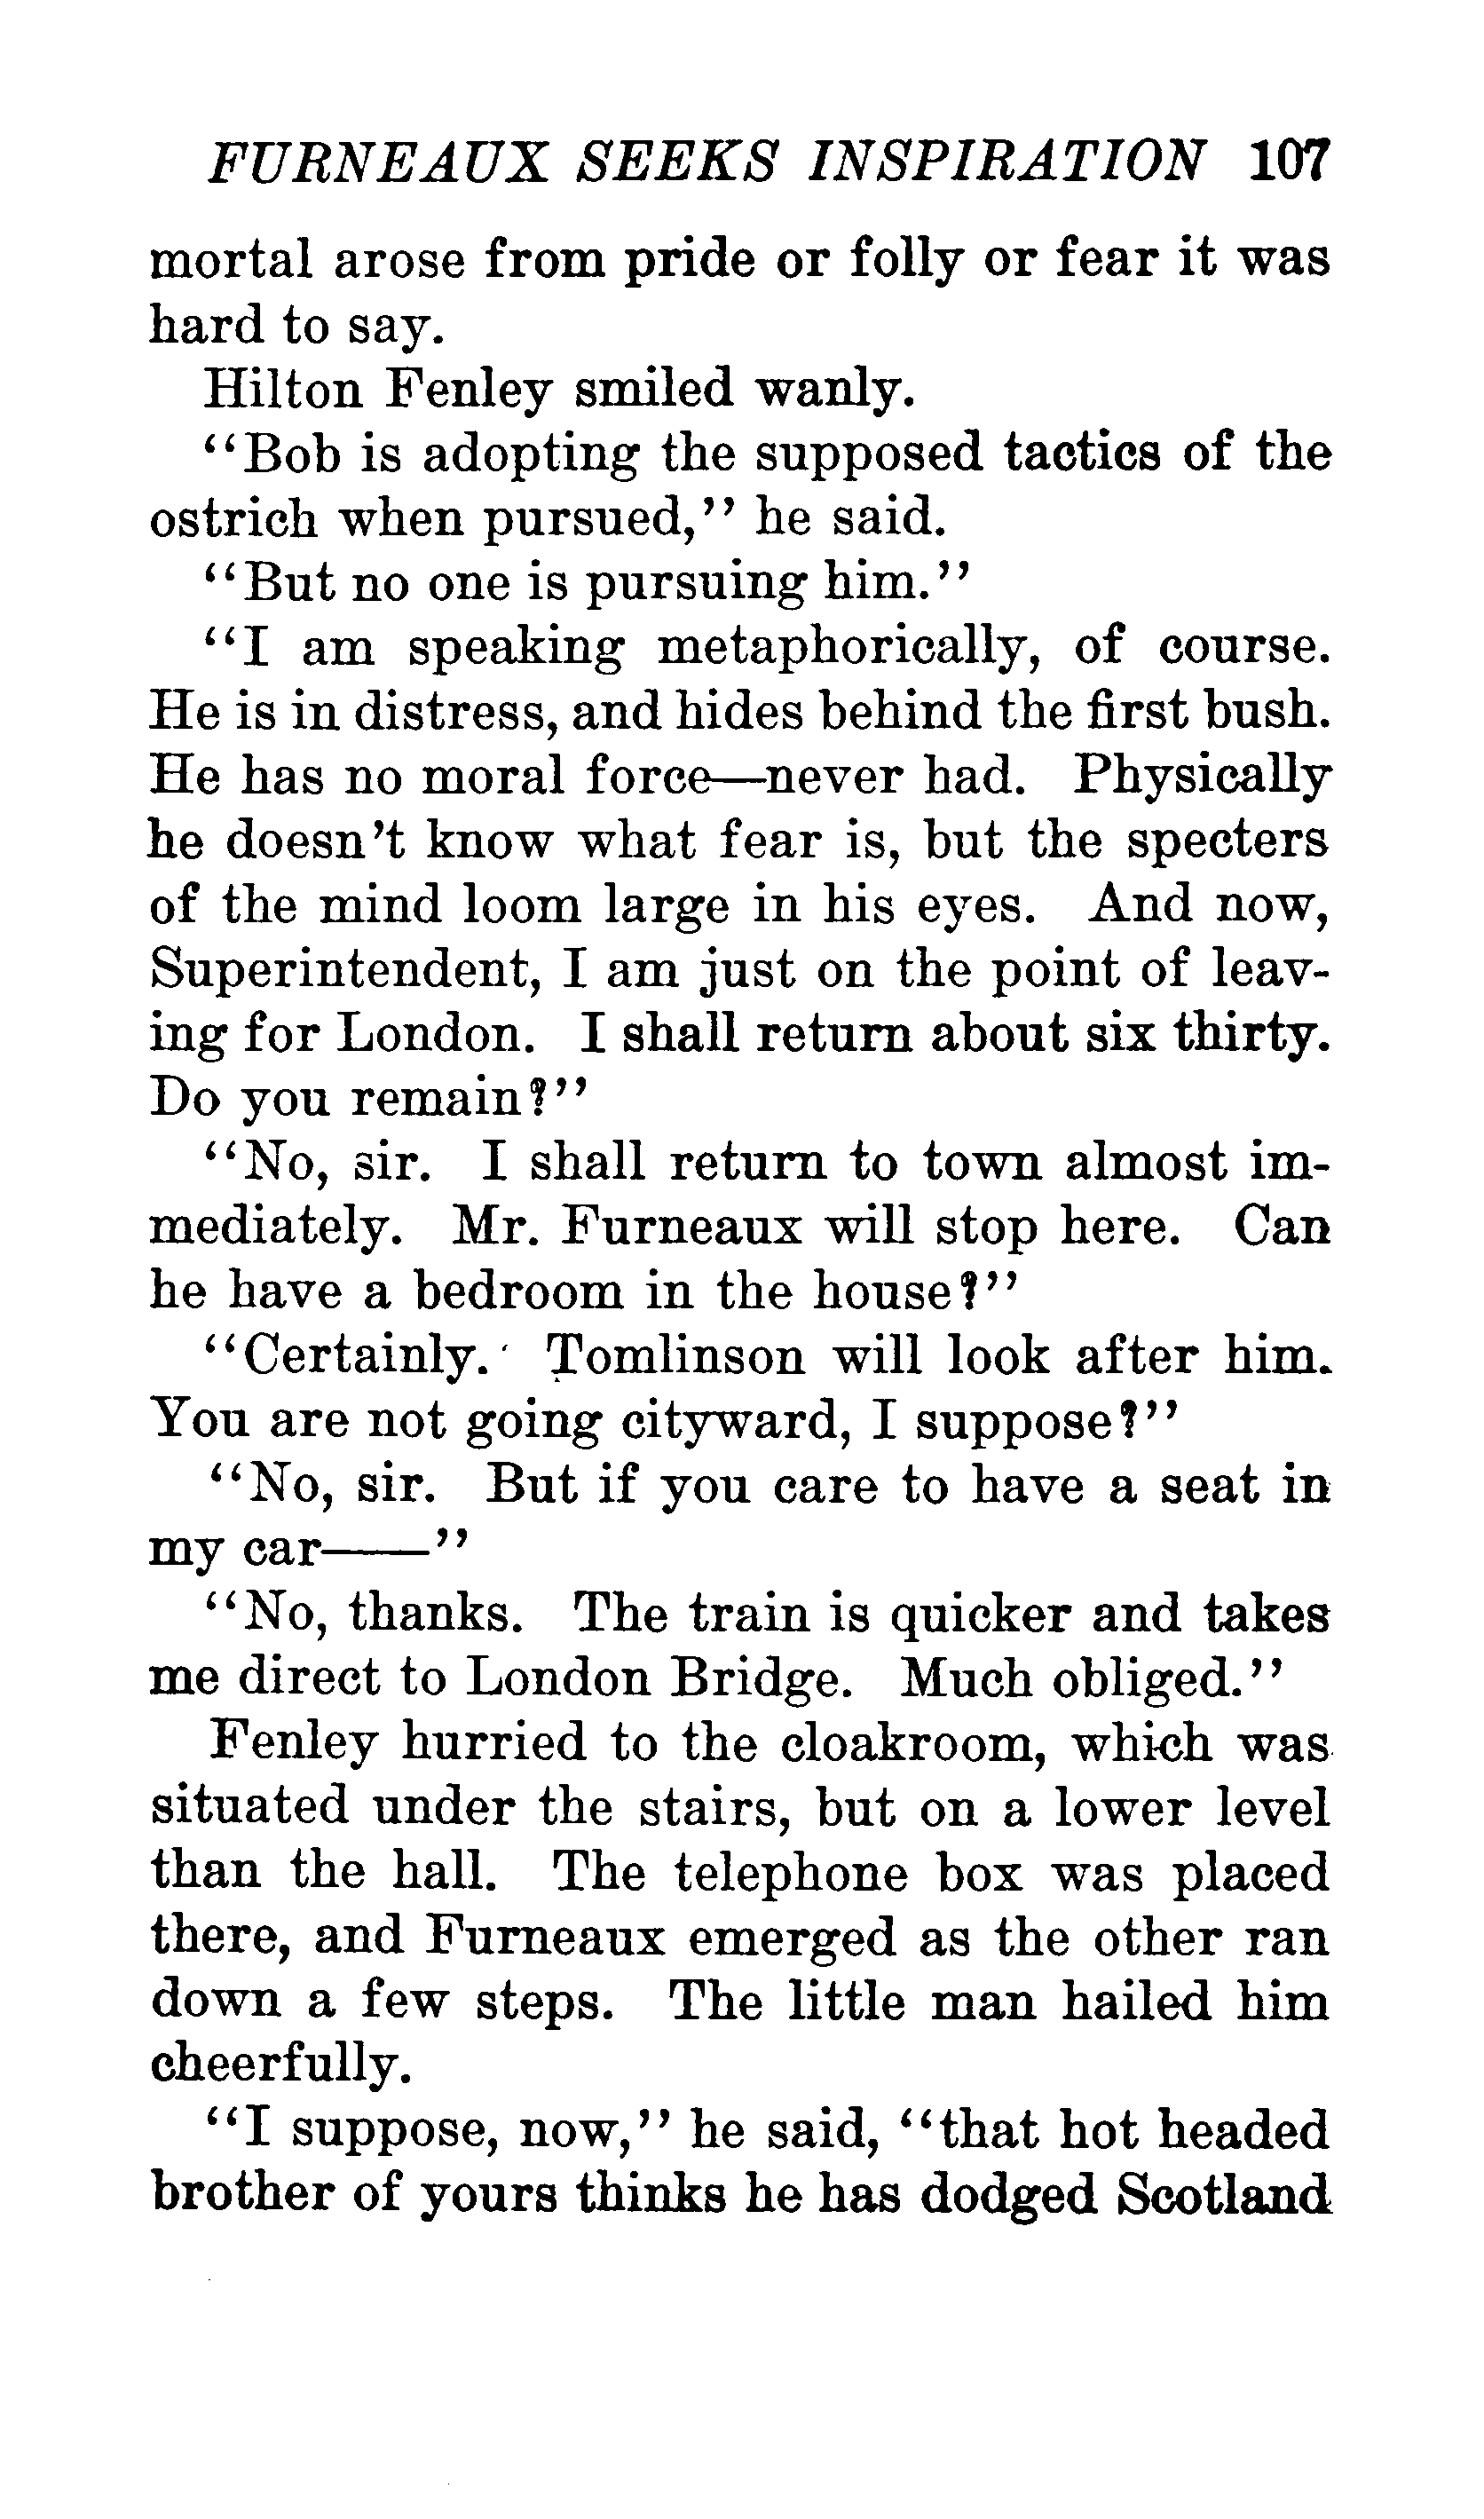 FURNEAUX SEEKS INSPIRATION 107
mortal arose from pride or folly or fear it was
hard to say.
Hilton Fenley smiled wanly.
"Bob is adopting the supposed tactics of the
ostrich when pursued," he said.
"But no one is pursuing him."
"I am speaking metaphorically, of course.
He is in distress, and hides behind the first bush.
He has no moral force—never had. Physically
he doesn't know what fear is, but the specters
of the mind loom large in his eyes. And now,
Superintendent, I am just on the point of leav-
ing for London. I shall return about six thirty.
Do you remain?"
"No, sir. I shall return to town almost im-
mediately. Mr. Furneaux will stop here. Can
he have a bedroom in the house?"
"Certainly. Tomlinson will look after him.
You are not going cityward, I suppose?"
"No, sir. But if you care to have a seat in
my car——"
"No, thanks. The train is quicker and takes
me direct to London Bridge. Much obliged."
Fenley hurried to the cloakroom, which was
situated under the stairs, but on a lower level
than the hall. The telephone box was placed
there, and Furneaux emerged as the other ran
down a few steps. The little man hailed him
cheerfully.
"I suppose, now," he said, "that hot headed
brother of yours thinks he has dodged Scotland